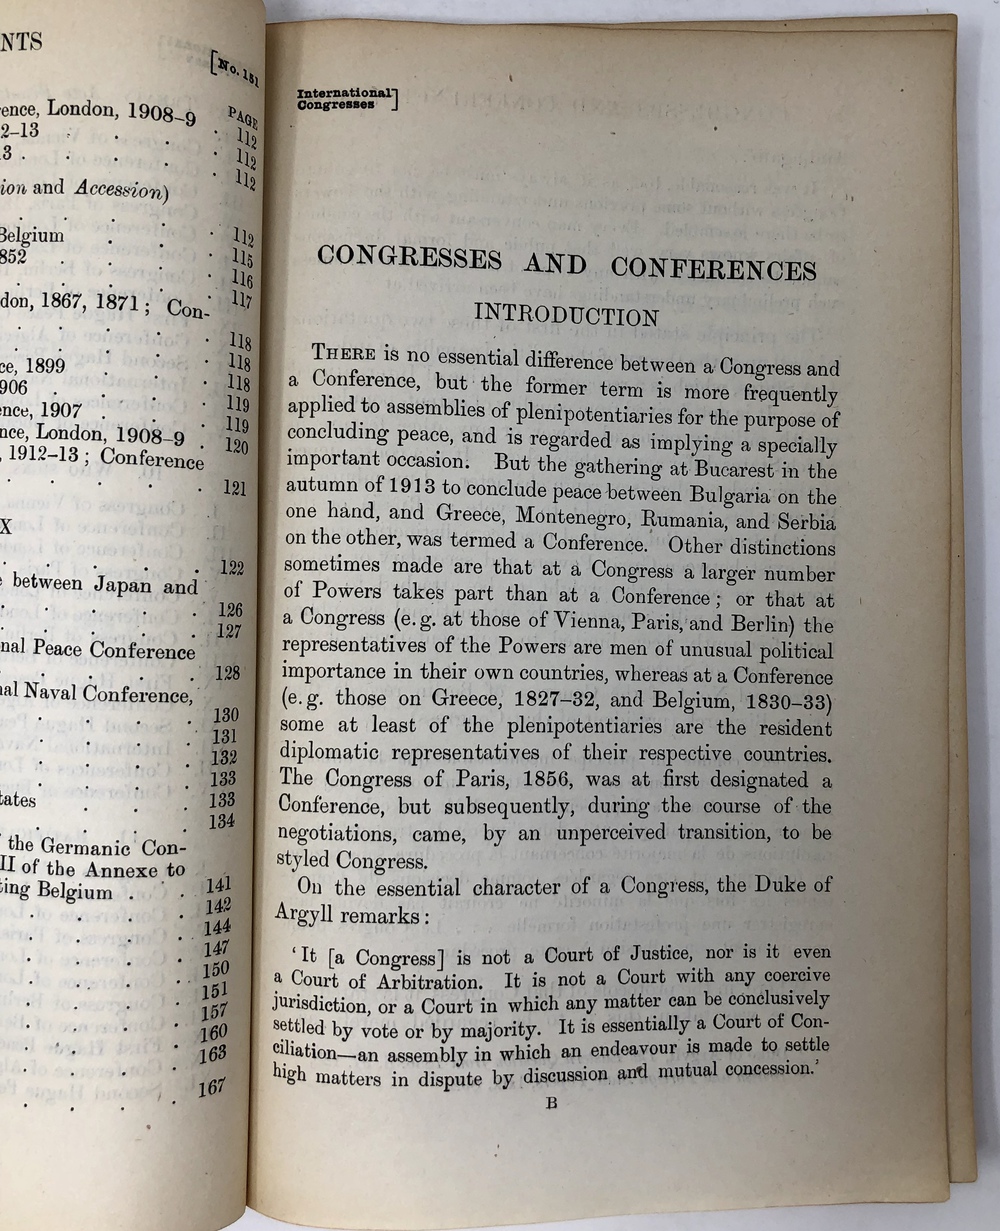 NTS
[No. 151
PAGE
ence, London, 1908–9 . 112
2–13 . . . . 112
3 . . . . . 112
ion and Accession)
. . . . . 112
Belgium . . . 115
852 . . . . 116
. . . . . 117
don, 1867, 1871 ; Con-
. . . . . 118
ce, 1899 . . . 118
906 . . . . 118
ence, 1907 . . . 119
. . . . . 119
nce, London, 1908–9 . 120
, 1912–13 ; Conference
. . . . . 121
X
. . . . . 122
between Japan and
. . . . . 126
. . . . . 127
nal Peace Conference
. . . . . 128
al Naval Conference,
. . . . . 130
. . . . . 131
. . . . . 132
. . . . . 133
tates . . . 133
. . . . . 134
the Germanic Con-
II of the Annexe to
ing Belgium . . 141
. . . . . 142
. . . . . 144
. . . . . 147
. . . . . 150
. . . . . 151
. . . . . 157
. . . . . 160
. . . . . 163
. . . . . 167
International
Congresses]
CONGRESSES AND CONFERENCES
INTRODUCTION
THERE is no essential difference between a Congress and
a Conference, but the former term is more frequently
applied to assemblies of plenipotentiaries for the purpose of
concluding peace, and is regarded as implying a specially
important occasion. But the gathering at Bucarest in the
autumn of 1913 to conclude peace between Bulgaria on the
one hand, and Greece, Montenegro, Rumania, and Serbia
on the other, was termed a Conference. Other distinctions
sometimes made are that at a Congress a larger number
of Powers takes part than at a Conference ; or that at
a Congress (e. g. at those of Vienna, Paris, and Berlin) the
representatives of the Powers are men of unusual political
importance in their own countries, whereas at a Conference
(e. g. those on Greece, 1827–32, and Belgium, 1830–33)
some at least of the plenipotentiaries are the resident
diplomatic representatives of their respective countries.
The Congress of Paris, 1856, was at first designated a
Conference, but subsequently, during the course of the
negotiations, came, by an unperceived transition, to be
styled Congress.
On the essential character of a Congress, the Duke of
Argyll remarks :
‘ It [a Congress] is not a Court of Justice, nor is it even
a Court of Arbitration. It is not a Court with any coercive
jurisdiction, or a Court in which any matter can be conclusively
settled by vote or by majority. It is essentially a Court of Con-
ciliation—an assembly in which an endeavour is made to settle
high matters in dispute by discussion and mutual concession.’
B